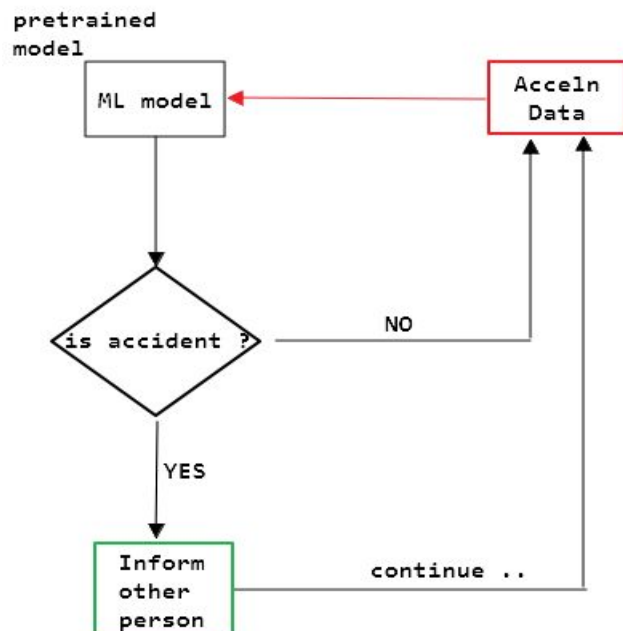 pretrained
model
ML model
Acceln
Data
is accident ?
NO
YES
Inform
other
person
continue ..